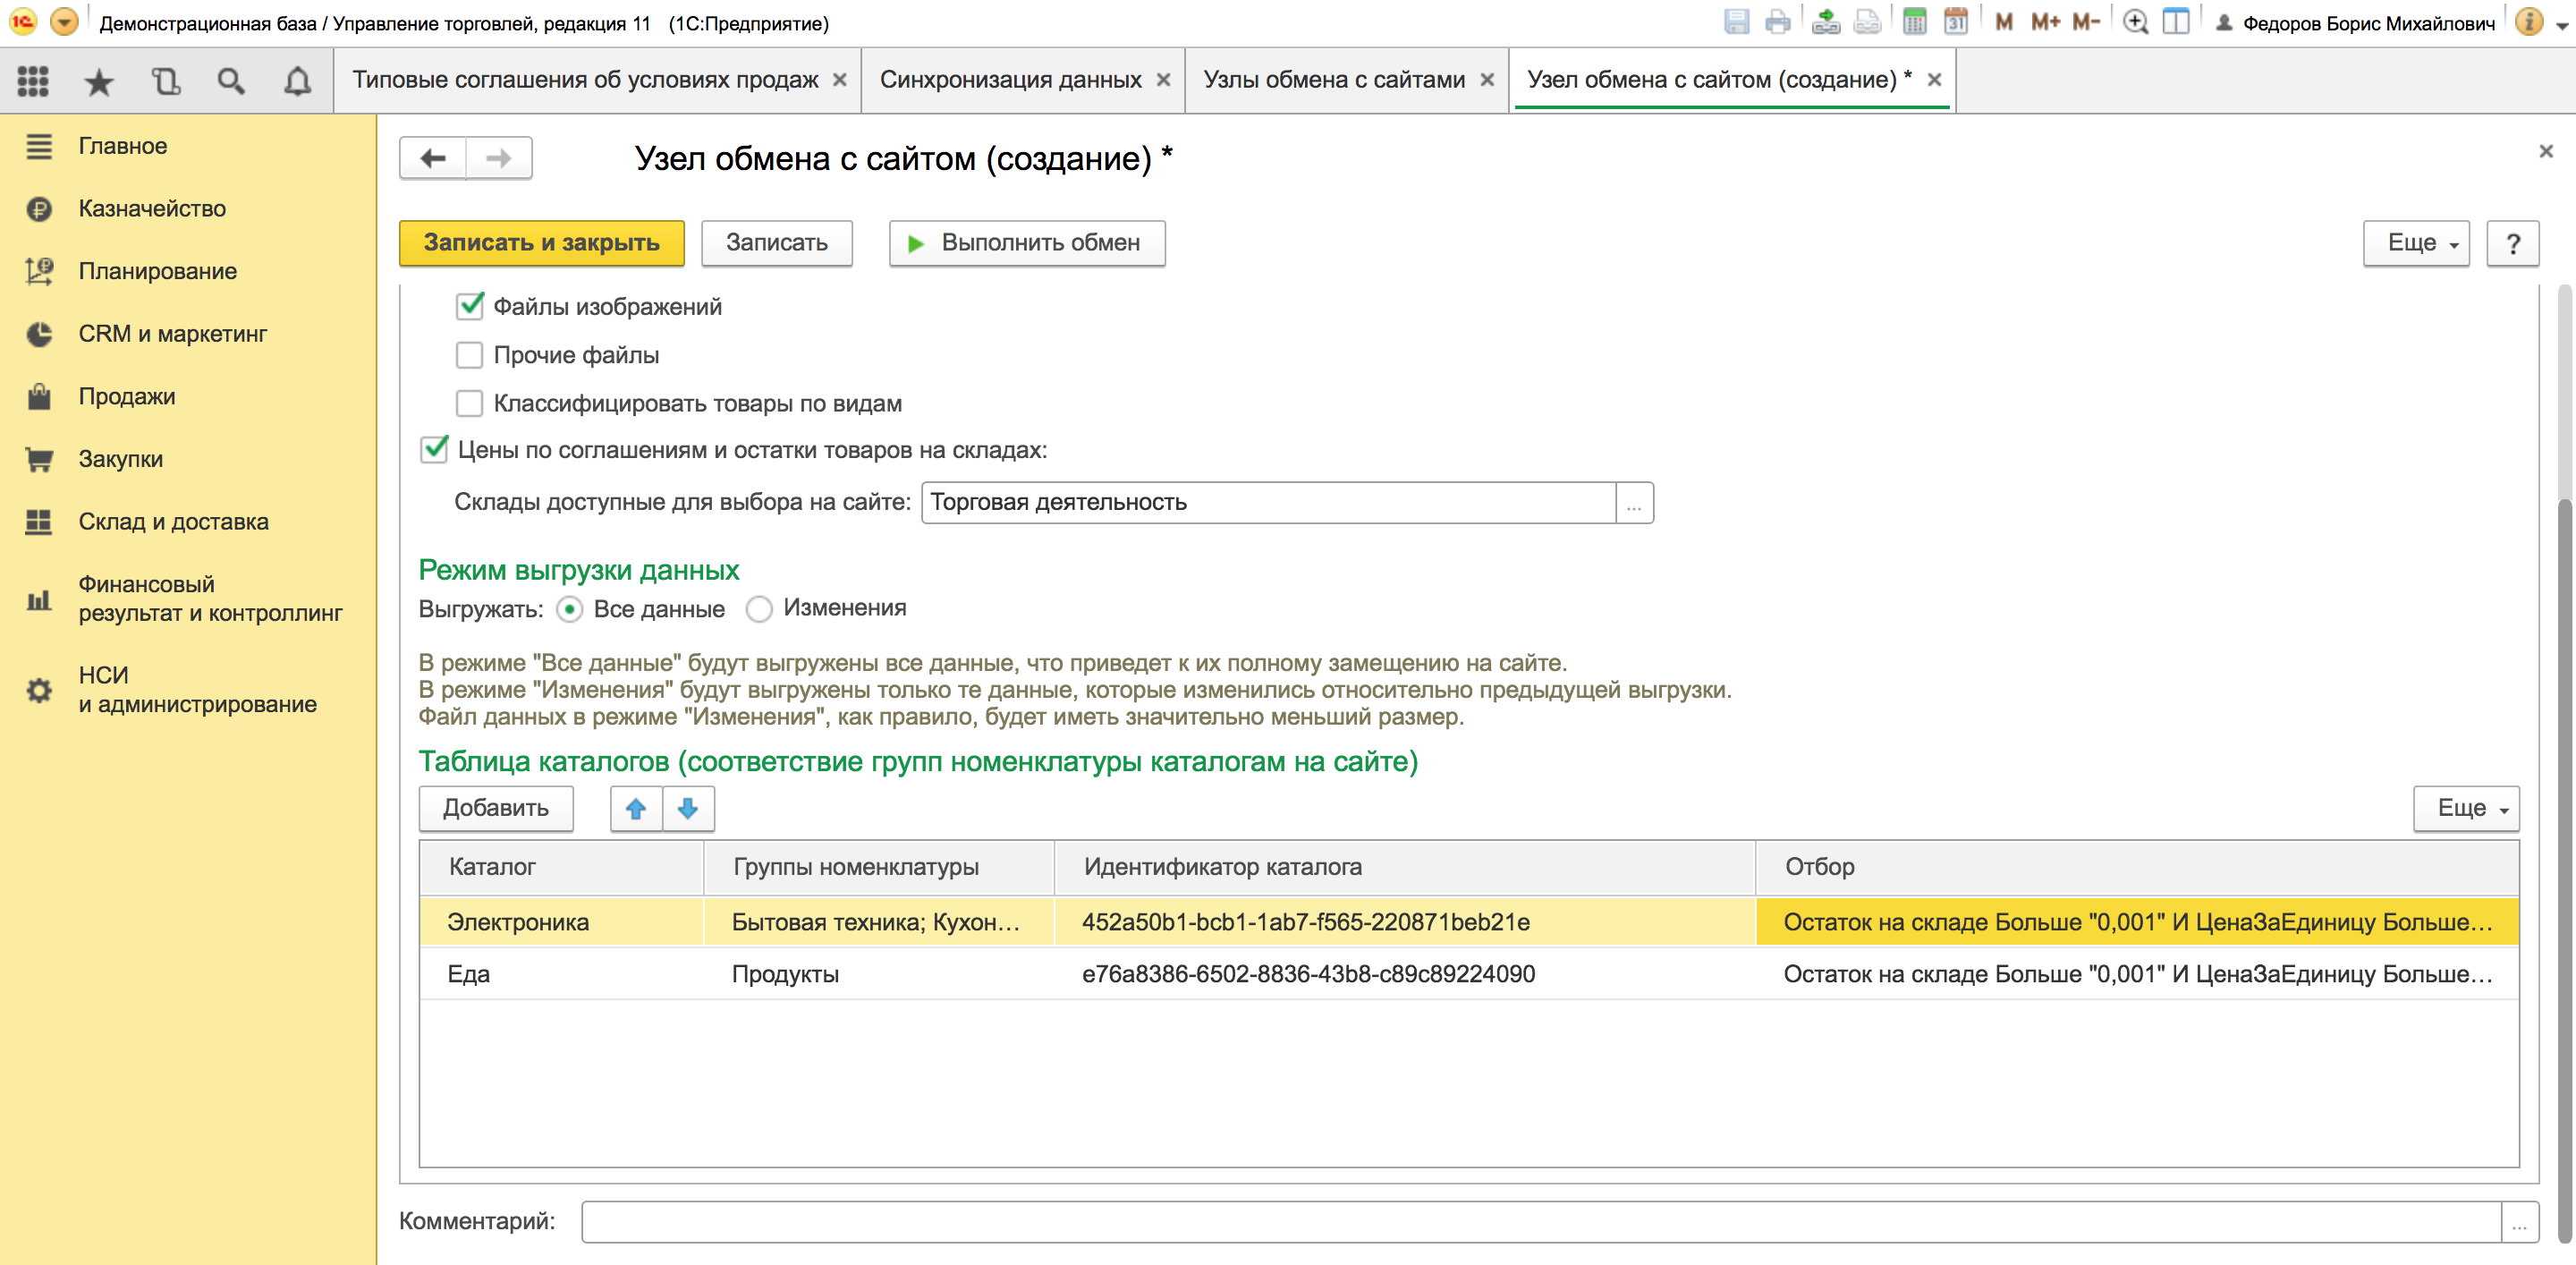 Демонстрационная база / Управление торговлей, редакция 11 (1С:Предприятие)
31
M M+ M-
Федоров Борис Михайлович
Типовые соглашения об условиях продаж
Синхронизация данных
Узлы обмена с сайтами
Узел обмена с сайтом (создание) *
Главное
Казначейство
Планирование
CRM и маркетинг
Продажи
Закупки
Склад и доставка
Финансовый
результат и контроллинг
НСИ
и администрирование
Узел обмена с сайтом (создание) *
Записать и закрыть
Записать
Выполнить обмен
Еще
?
Файлы изображений
Прочие файлы
Классифицировать товары по видам
Цены по соглашениям и остатки товаров на складах:
Склады доступные для выбора на сайте: Торговая деятельность ...
Режим выгрузки данных
Выгружать: Все данные Изменения
В режиме "Все данные" будут выгружены все данные, что приведет к их полному замещению на сайте.
В режиме "Изменения" будут выгружены только те данные, которые изменились относительно предыдущей выгрузки.
Файл данных в режиме "Изменения", как правило, будет иметь значительно меньший размер.
Таблица каталогов (соответствие групп номенклатуры каталогам на сайте)
Добавить
Еще
Каталог Группы номенклатуры Идентификатор каталога Отбор
Электроника Бытовая техника; Кухон... 452a50b1-bcb1-1ab7-f565-220871beb21e Остаток на складе Больше "0,001" И ЦенаЗаЕдиницу Больше...
Еда Продукты e76a8386-6502-8836-43b8-c89c89224090 Остаток на складе Больше "0,001" И ЦенаЗаЕдиницу Больше...
Комментарий: ...